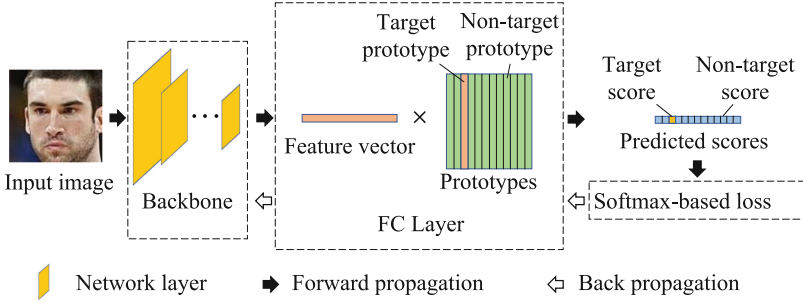 Input image
Backbone
Target
prototype
Non-target
prototype
Feature vector
×
Prototypes
FC Layer
Target
score
Non-target
score
Predicted scores
Softmax-based loss
Network layer
Forward propagation
Back propagation